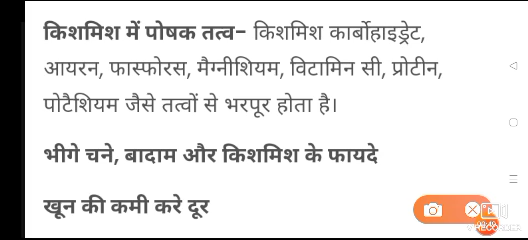 किशमिश में पोषक तत्व- किशमिश कार्बोहाइड्रेट,
आयरन, फास्फोरस, मैग्नीशियम, विटामिन सी, प्रोटीन,
पोटैशियम जैसे तत्वों से भरपूर होता है।
भीगे चने, बादाम और किशमिश के फायदे
खून की कमी करे दूर